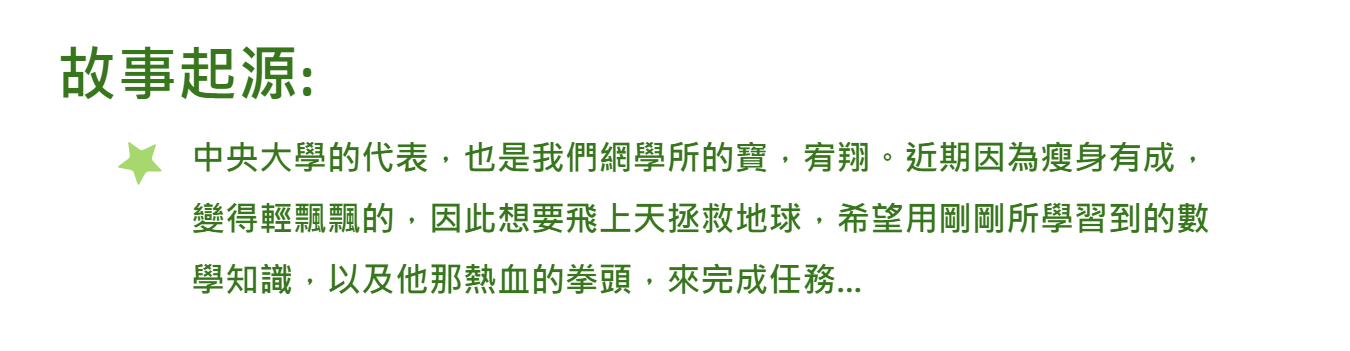 故事起源:
中央大學的代表，也是我們網學所的寶，宥翔。近期因為瘦身有成，
變得輕飄飄的，因此想要飛上天拯救地球，希望用剛剛所學習到的數
學知識，以及他那熱血的拳頭，來完成任務...